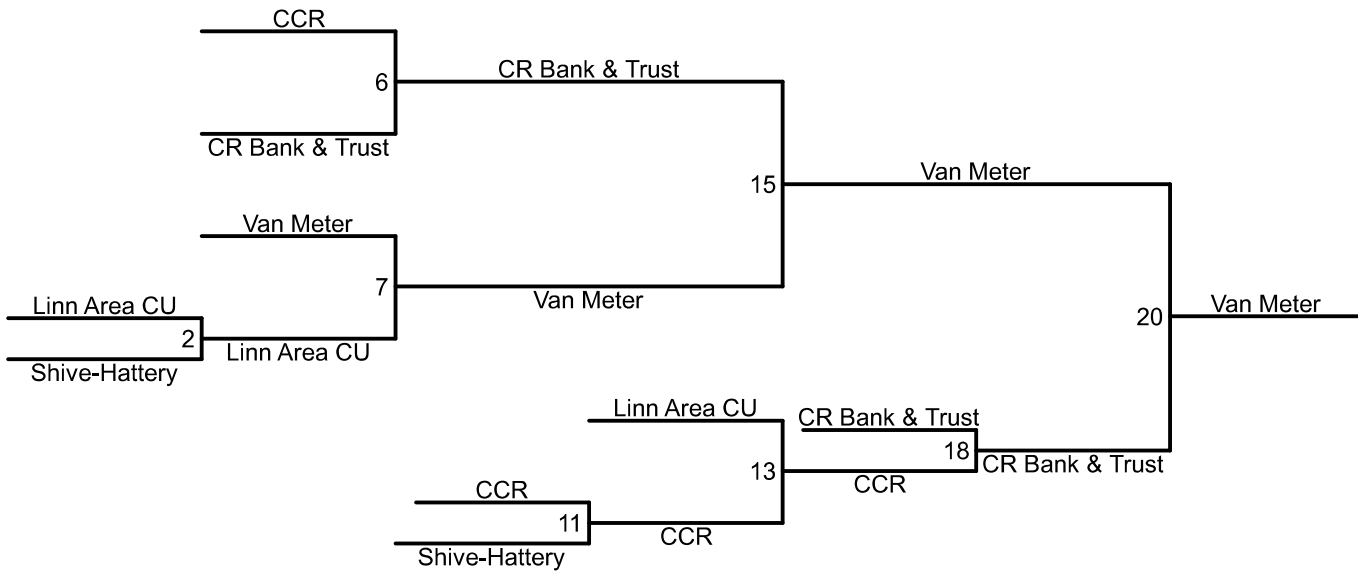 CCR
6
CR Bank & Trust
CR Bank & Trust
15
Van Meter
Van Meter
7
Van Meter
Linn Area CU
2
Linn Area CU
Shive-Hattery
20
Van Meter
Linn Area CU
CR Bank & Trust
18
CR Bank & Trust
13
CCR
CCR
11
CCR
Shive-Hattery